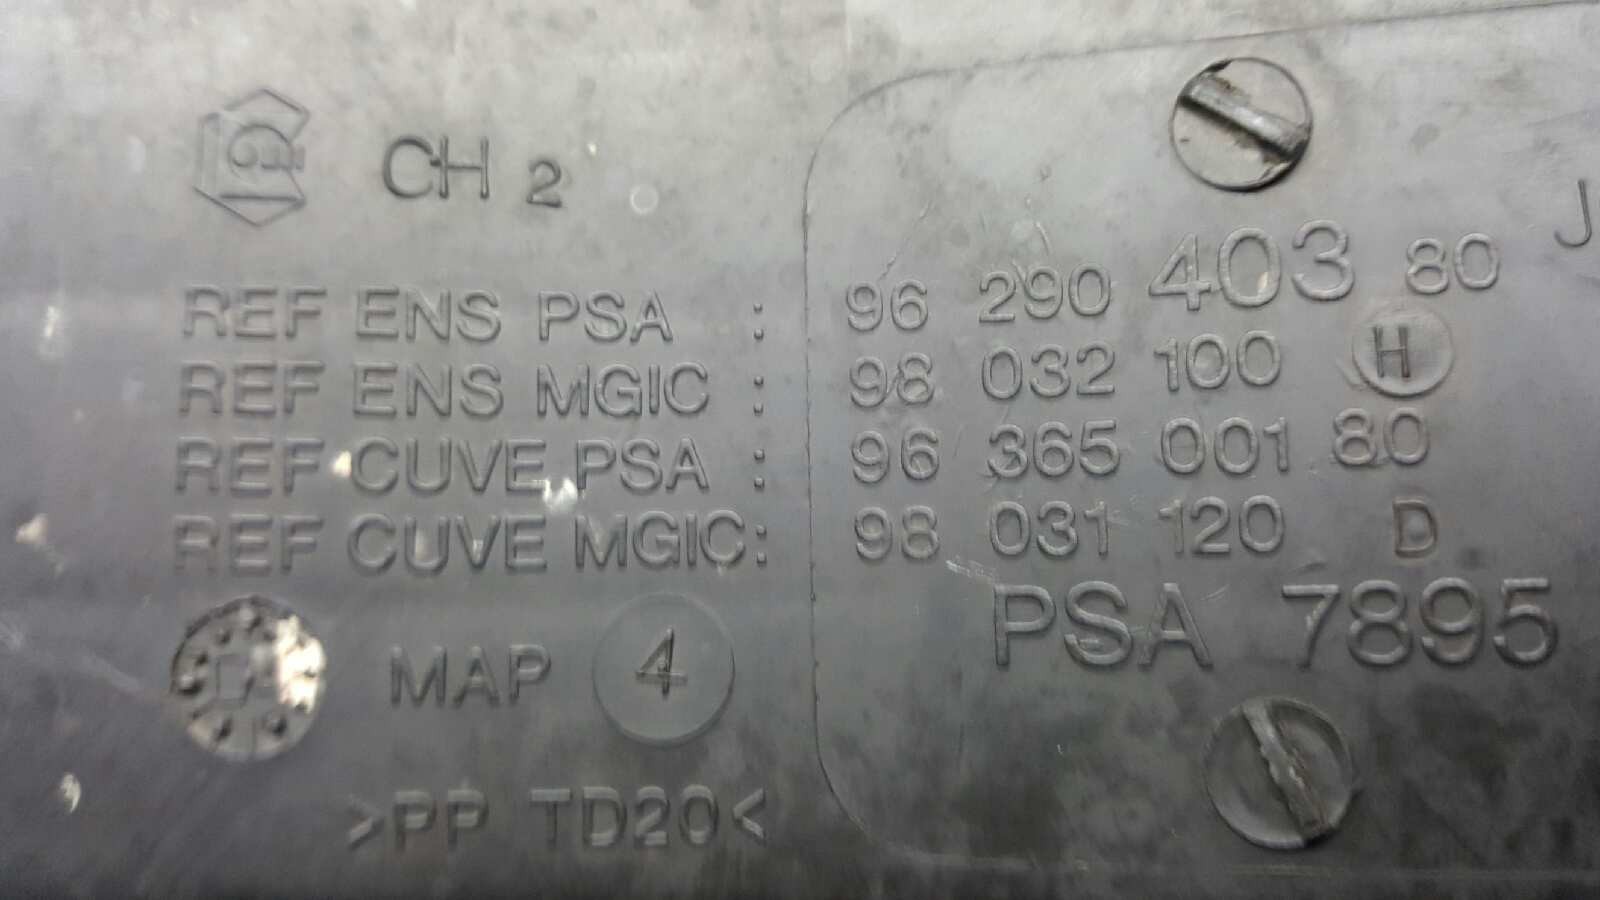 CH 2
J
REF ENS PSA : 96 290 403 80
REF ENS MGIC : 98 032 100 H
REF CUVE PSA : 96 365 001 80
REF CUVE MGIC: 98 031 120 D
PSA 7895
MAP 4
>PP TD20<